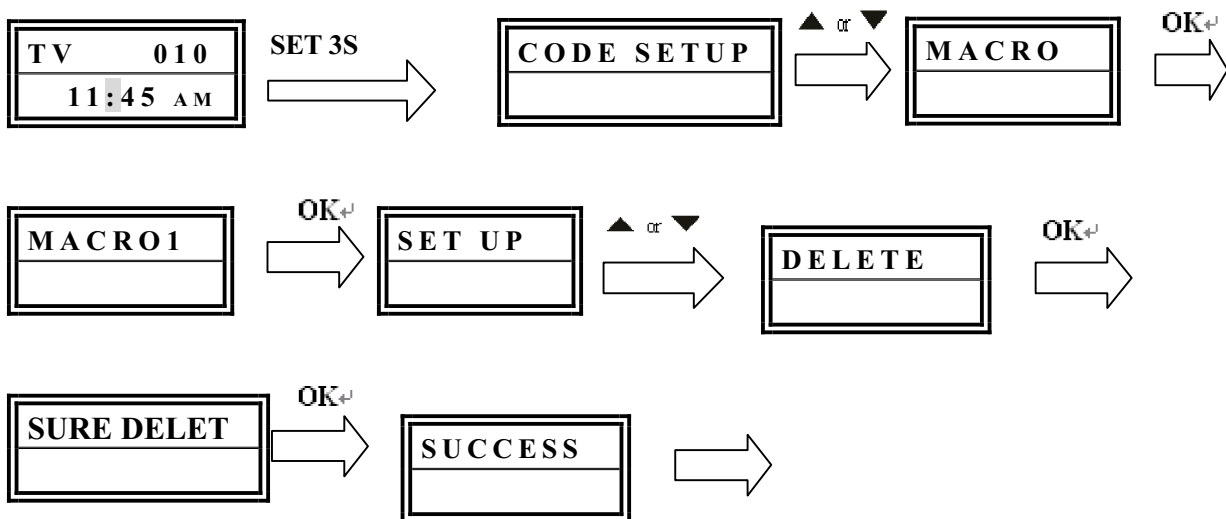 TV 010
11:45 AM
SET 3S
CODE SETUP
▲ or ▼
MACRO
OK↵
MACRO1
OK↵
SET UP
▲ or ▼
DELETE
OK↵
SURE DELET
OK↵
SUCCESS